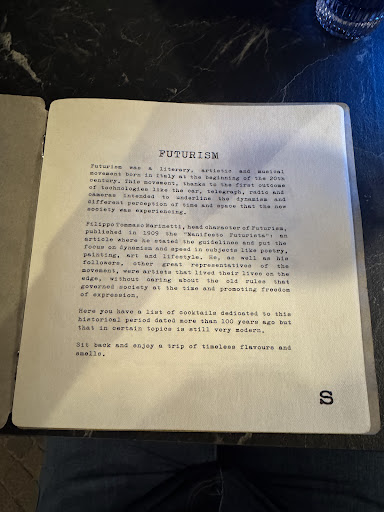 FUTURISM
Futurism was a literary, artistic and musical
movement born in Italy at the beginning of the 20th
century. This movement, thanks to the first outcome
of technologies like the car, telegraph, radio and
cameras intended to underline the dynamism and
different perception of time and space that the new
society was experiencing.
Filippo Tommaso Marinetti, head character of Futurism,
published in 1909 the "Manifesto Futurista": an
article where he stated the guidelines and put the
focus on dynamism and speed in subjects like poetry,
painting, art and lifestyle. He, as well as his
followers, other great representatives of the
movement, were artists that lived their lives on the
edge, without caring about the old rules that
governed society at the time and promoting freedom
of expression.
Here you have a list of cocktails dedicated to this
historical period dated more than 100 years ago but
that in certain topics is still very modern.
Sit back and enjoy a trip of timeless flavours and
smells.
S